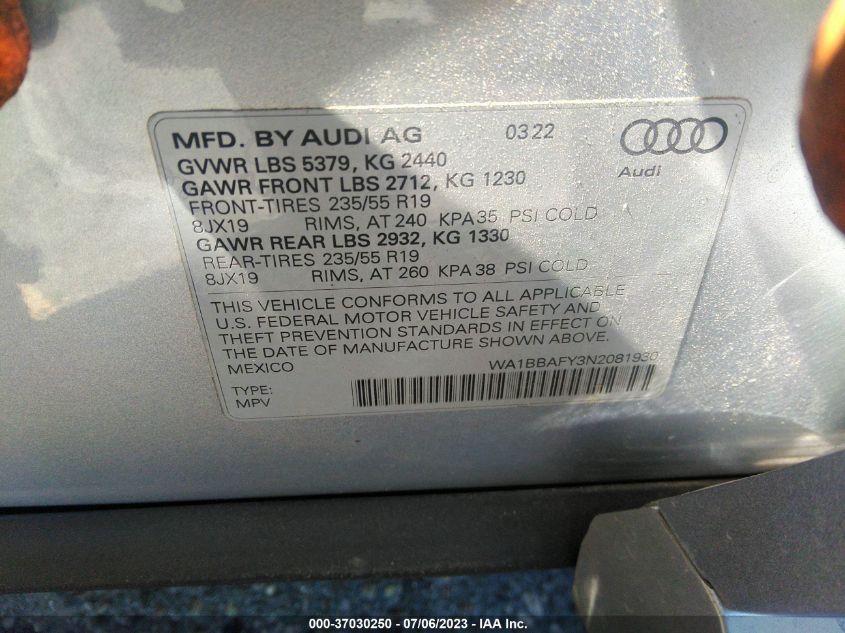 MFD. BY AUDI AG 03.22
Audi
GVWR LBS 5379, KG 2440
GAWR FRONT LBS 2712, KG 1230
FRONT-TIRES 235/55 R19
8JX19 RIMS, AT 240 KPA 35 PSI COLD
GAWR REAR LBS 2932, KG 1330
REAR-TIRES 235/55 R19
8JX19 RIMS, AT 260 KPA 38 PSI COLD
THIS VEHICLE CONFORMS TO ALL APPLICABLE
U.S. FEDERAL MOTOR VEHICLE SAFETY AND
THEFT PREVENTION STANDARDS IN EFFECT ON
THE DATE OF MANUFACTURE SHOWN ABOVE.
MEXICO WA1BBAFY3N2081930
TYPE:
MPV
000-37030250 - 07/06/2023 - IAA Inc.